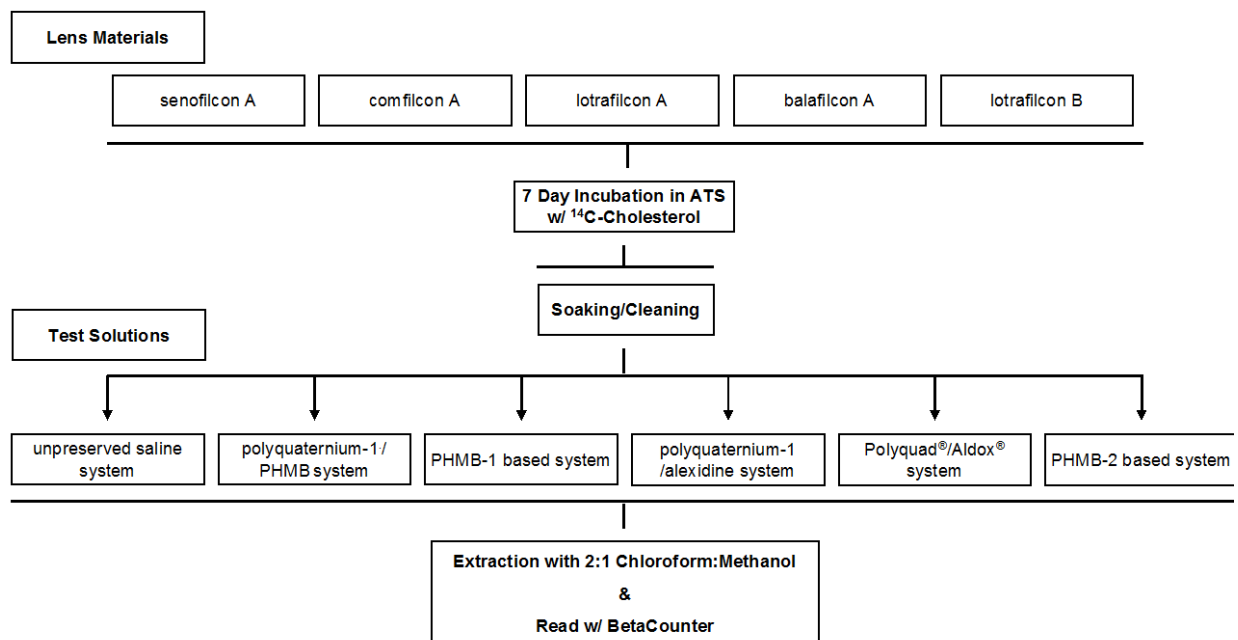 Lens Materials
senofilcon A
comfilcon A
lotrafilcon A
balafilcon A
lotrafilcon B
7 Day Incubation in ATS
w/ ¹⁴C-Cholesterol
Soaking/Cleaning
Test Solutions
unpreserved saline
system
polyquaternium-1/
PHMB system
PHMB-1 based system
polyquaternium-1
/alexidine system
Polyquad®/Aldox®
system
PHMB-2 based system
Extraction with 2:1 Chloroform:Methanol
&
Read w/ BetaCounter